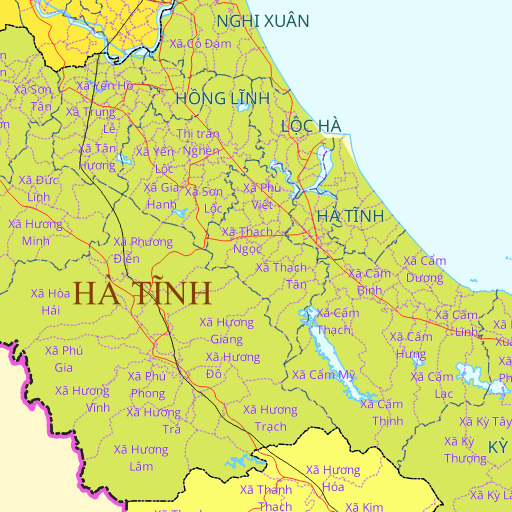 NGHI XUÂN
Xã Cổ Đạm
Xã Yên Hồ
Xã Sơn
Tân
HỒNG LĨNH
Xã Trung
Lễ
LỘC HÀ
Thị trấn
Nghèn
Xã Tân
Hương
Xã Yên
Lộc
Xã Đức
Lĩnh
Xã Gia
Hanh
Xã Sơn
Lốc
Xã Phù
Việt
HÀ TĨNH
Xã Hương
Minh
Xã Thạch
Ngọc
Xã Phương
Điền
Xã Thạch
Tân
Xã Cẩm
Dương
Xã Cẩm
Bình
HÀ TĨNH
Xã Hòa
Hải
Xã Cẩm
Thạch
Xã Cẩm
Lĩnh
Xã Hương
Giang
Xã Cẩm
Hưng
Xã Phú
Gia
Xã Hương
Đô
Xã Cẩm Mỹ
Xã Cẩm
Lạc
Xã Hương
Vĩnh
Xã Phú
Phong
Xã Hương
Trà
Xã Hương
Trạch
Xã Cẩm
Thịnh
Xã Kỳ Tây
Xã Kỳ
Thượng
KỲ
Xã Hương
Lâm
Xã Hương
Hóa
Xã Thanh
Thạch
Xã Kim